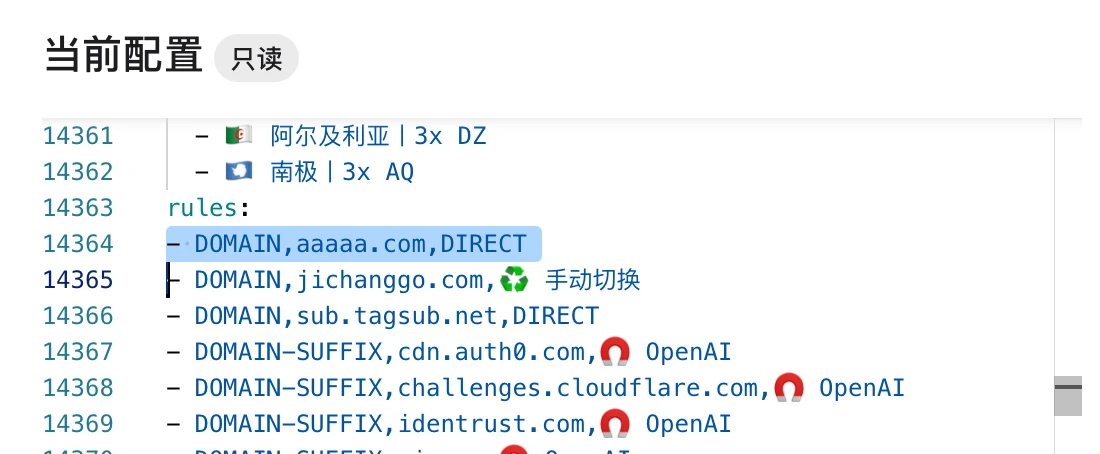 当前配置 只读
14361 - 🇩🇿 阿尔及利亚丨3x DZ
14362 - 🇦🇶 南极丨3x AQ
14363 rules:
14364 - DOMAIN,aaaaa.com,DIRECT
14365 - DOMAIN,jichanggo.com,♻️ 手动切换
14366 - DOMAIN,sub.tagsub.net,DIRECT
14367 - DOMAIN-SUFFIX,cdn.auth0.com,🧲 OpenAI
14368 - DOMAIN-SUFFIX,challenges.cloudflare.com,🧲 OpenAI
14369 - DOMAIN-SUFFIX,identrust.com,🧲 OpenAI